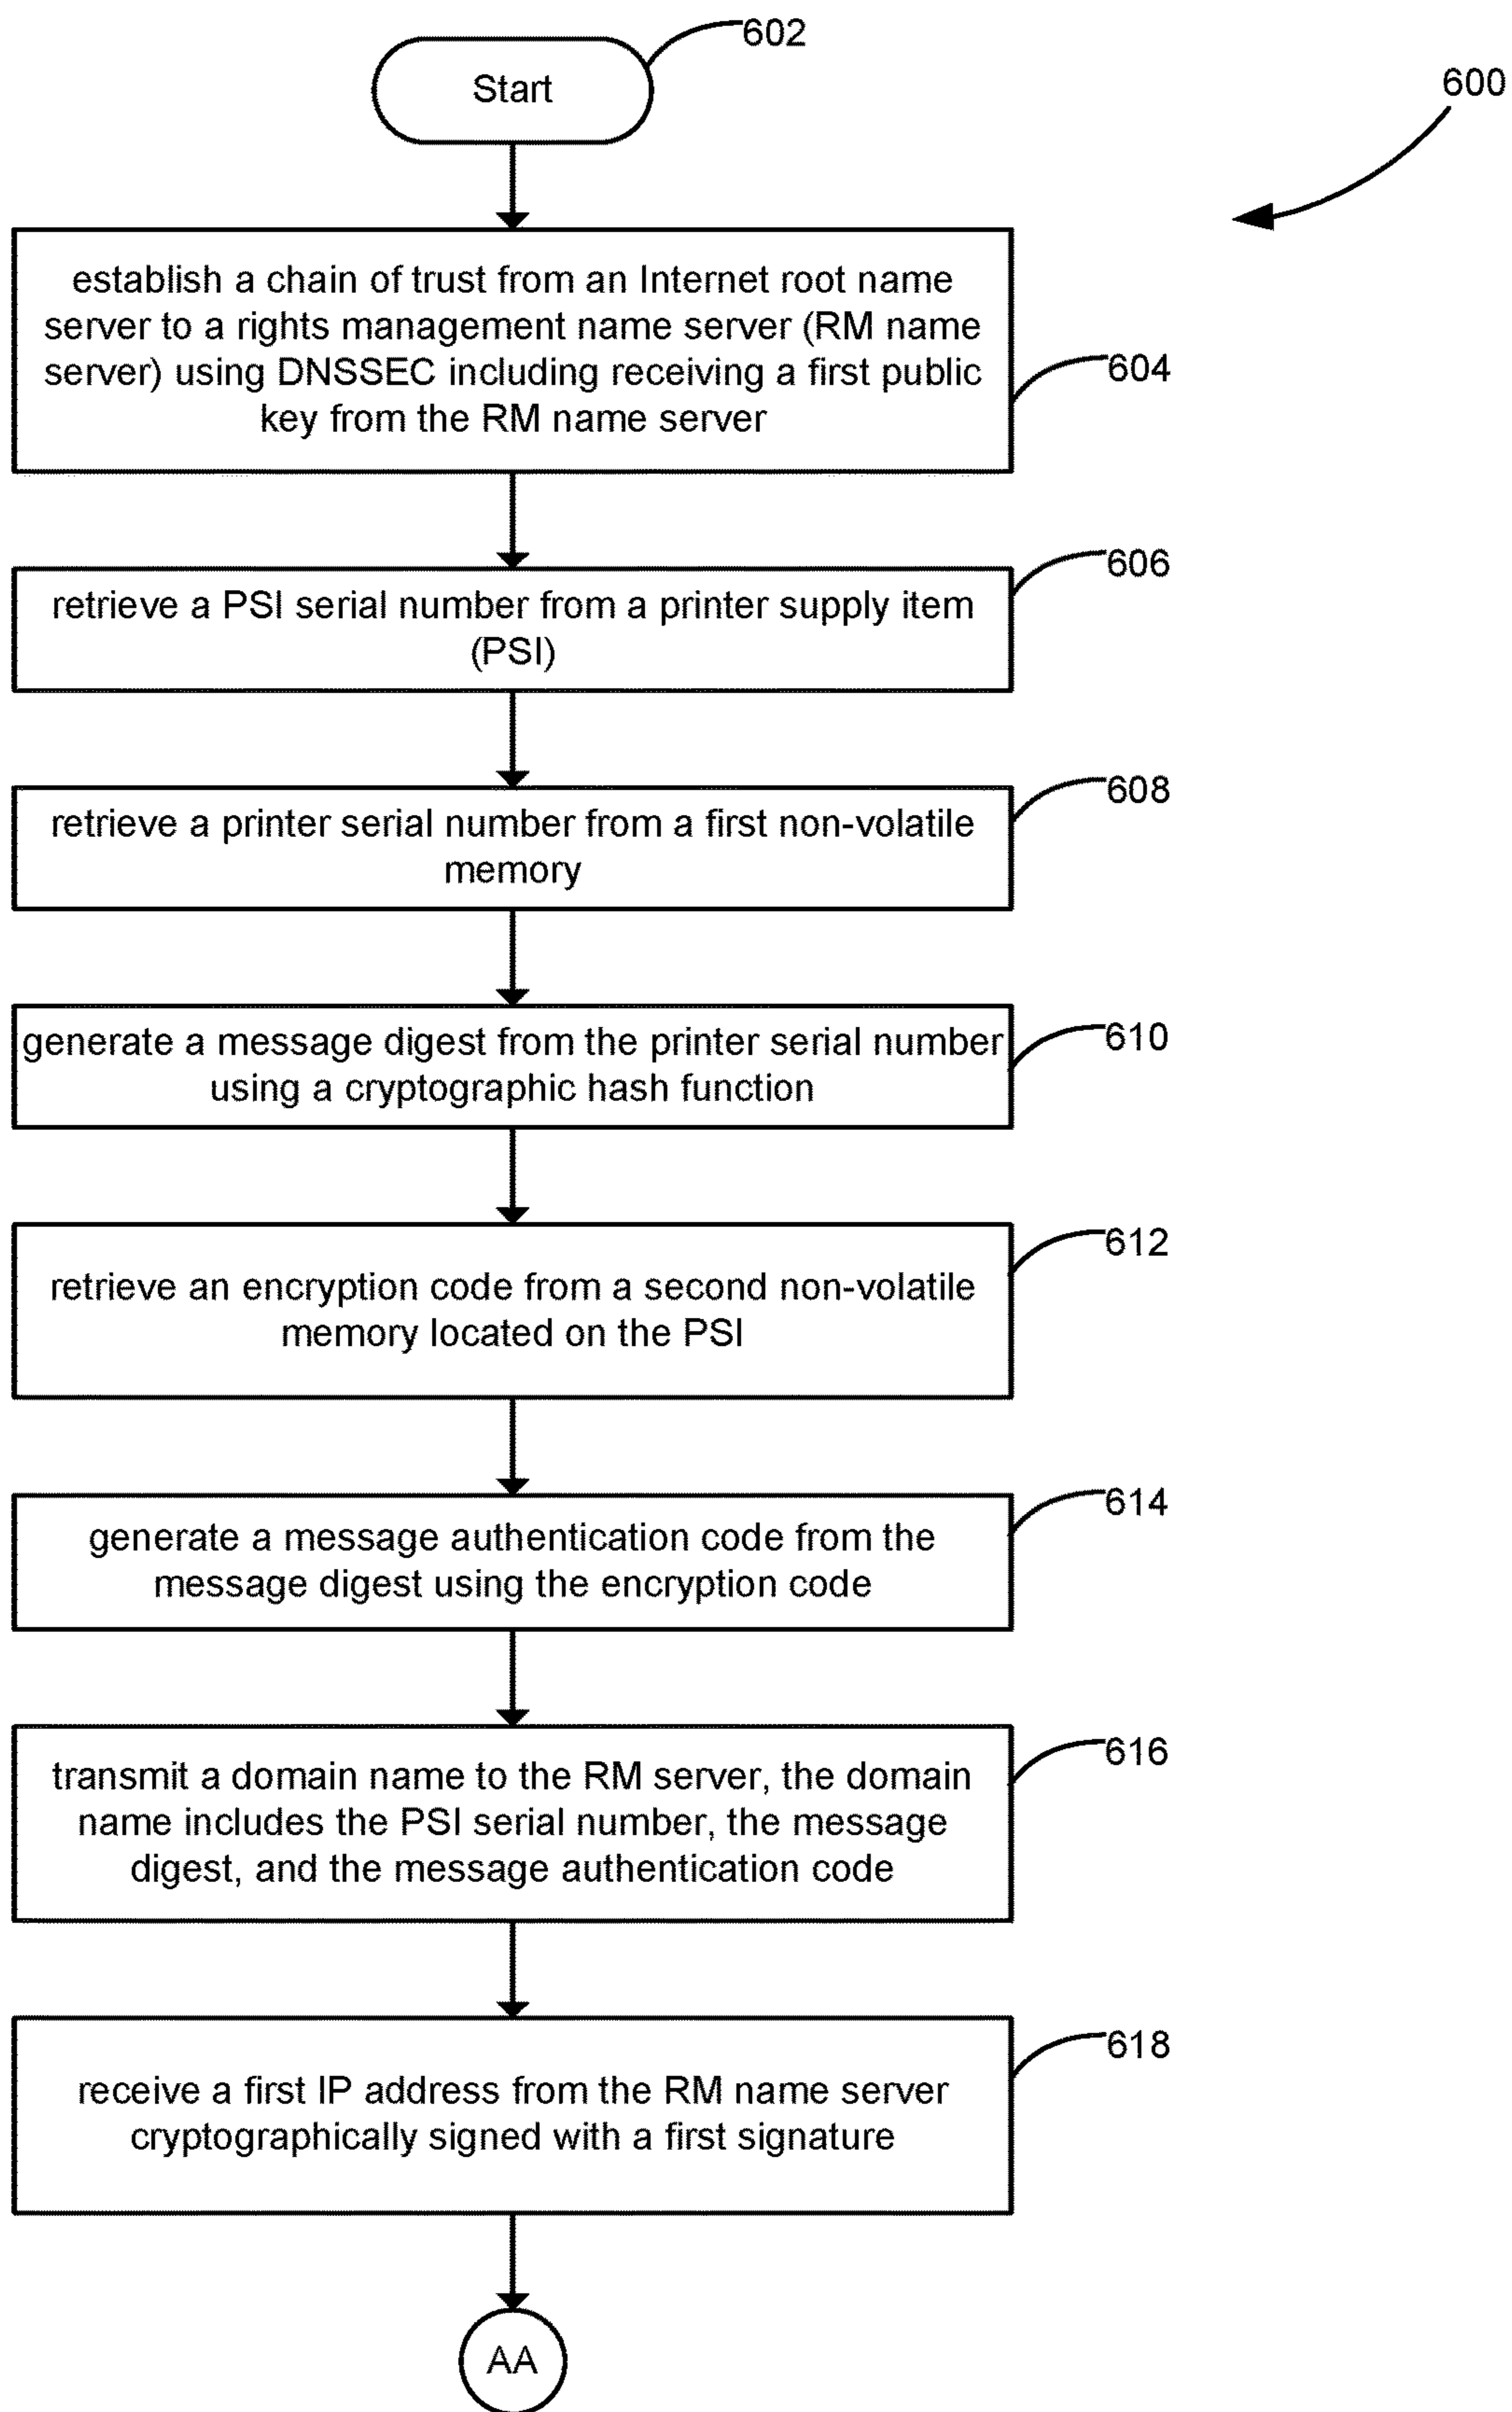 602
Start
600
establish a chain of trust from an Internet root name
server to a rights management name server (RM name
server) using DNSSEC including receiving a first public
key from the RM name server
604
606
retrieve a PSI serial number from a printer supply item
(PSI)
608
retrieve a printer serial number from a first non-volatile
memory
610
generate a message digest from the printer serial number
using a cryptographic hash function
612
retrieve an encryption code from a second non-volatile
memory located on the PSI
614
generate a message authentication code from the
message digest using the encryption code
616
transmit a domain name to the RM server, the domain
name includes the PSI serial number, the message
digest, and the message authentication code
618
receive a first IP address from the RM name server
cryptographically signed with a first signature
AA